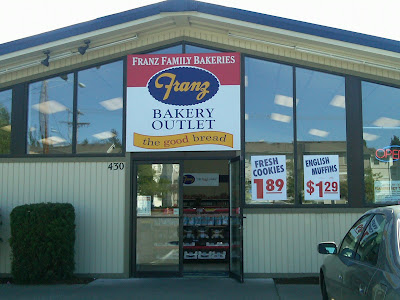 FRANZ FAMILY BAKERIES
Franz
BAKERY
OUTLET
the good bread
430
FRESH
COOKIES
1 89
ENGLISH
MUFFINS
$1.29